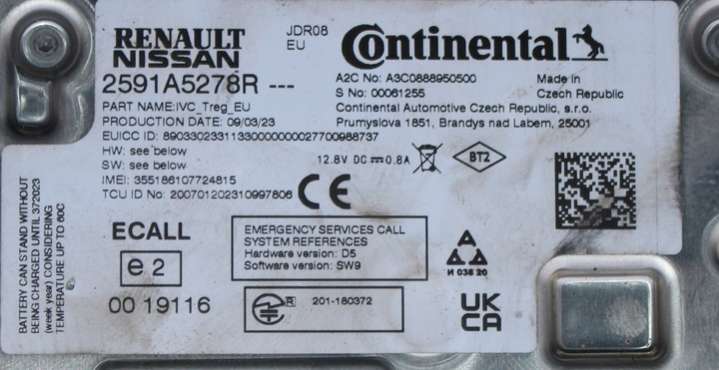 RENAULT
NISSAN
JDR08
EU
Continental
2591A5278R ---
A2C No: A3C0888950500
S No: 00061255
Made in
Czech Republic
PART NAME:IVC_Treg_EU
Continental Automotive Czech Republic, s.r.o.
PRODUCTION DATE: 09/03/23
Prumyslova 1851, Brandys nad Labem, 25001
EUICC ID: 89033023311330000000027700988737
HW: see below
SW: see below
12.8V DC 0.8A
BT2
IMEI: 355186107724815
TCU ID No: 200701202310997806
CE
BATTERY CAN STAND WITHOUT
BEING CHARGED UNTIL 372023
(week year) CONSIDERING
TEMPERATURE UP TO 60C
ECALL
e2
00 19116
EMERGENCY SERVICES CALL
SYSTEM REFERENCES
Hardware version: D5
Software version: SW9
R 201-180372
И 036 20
UK
CA